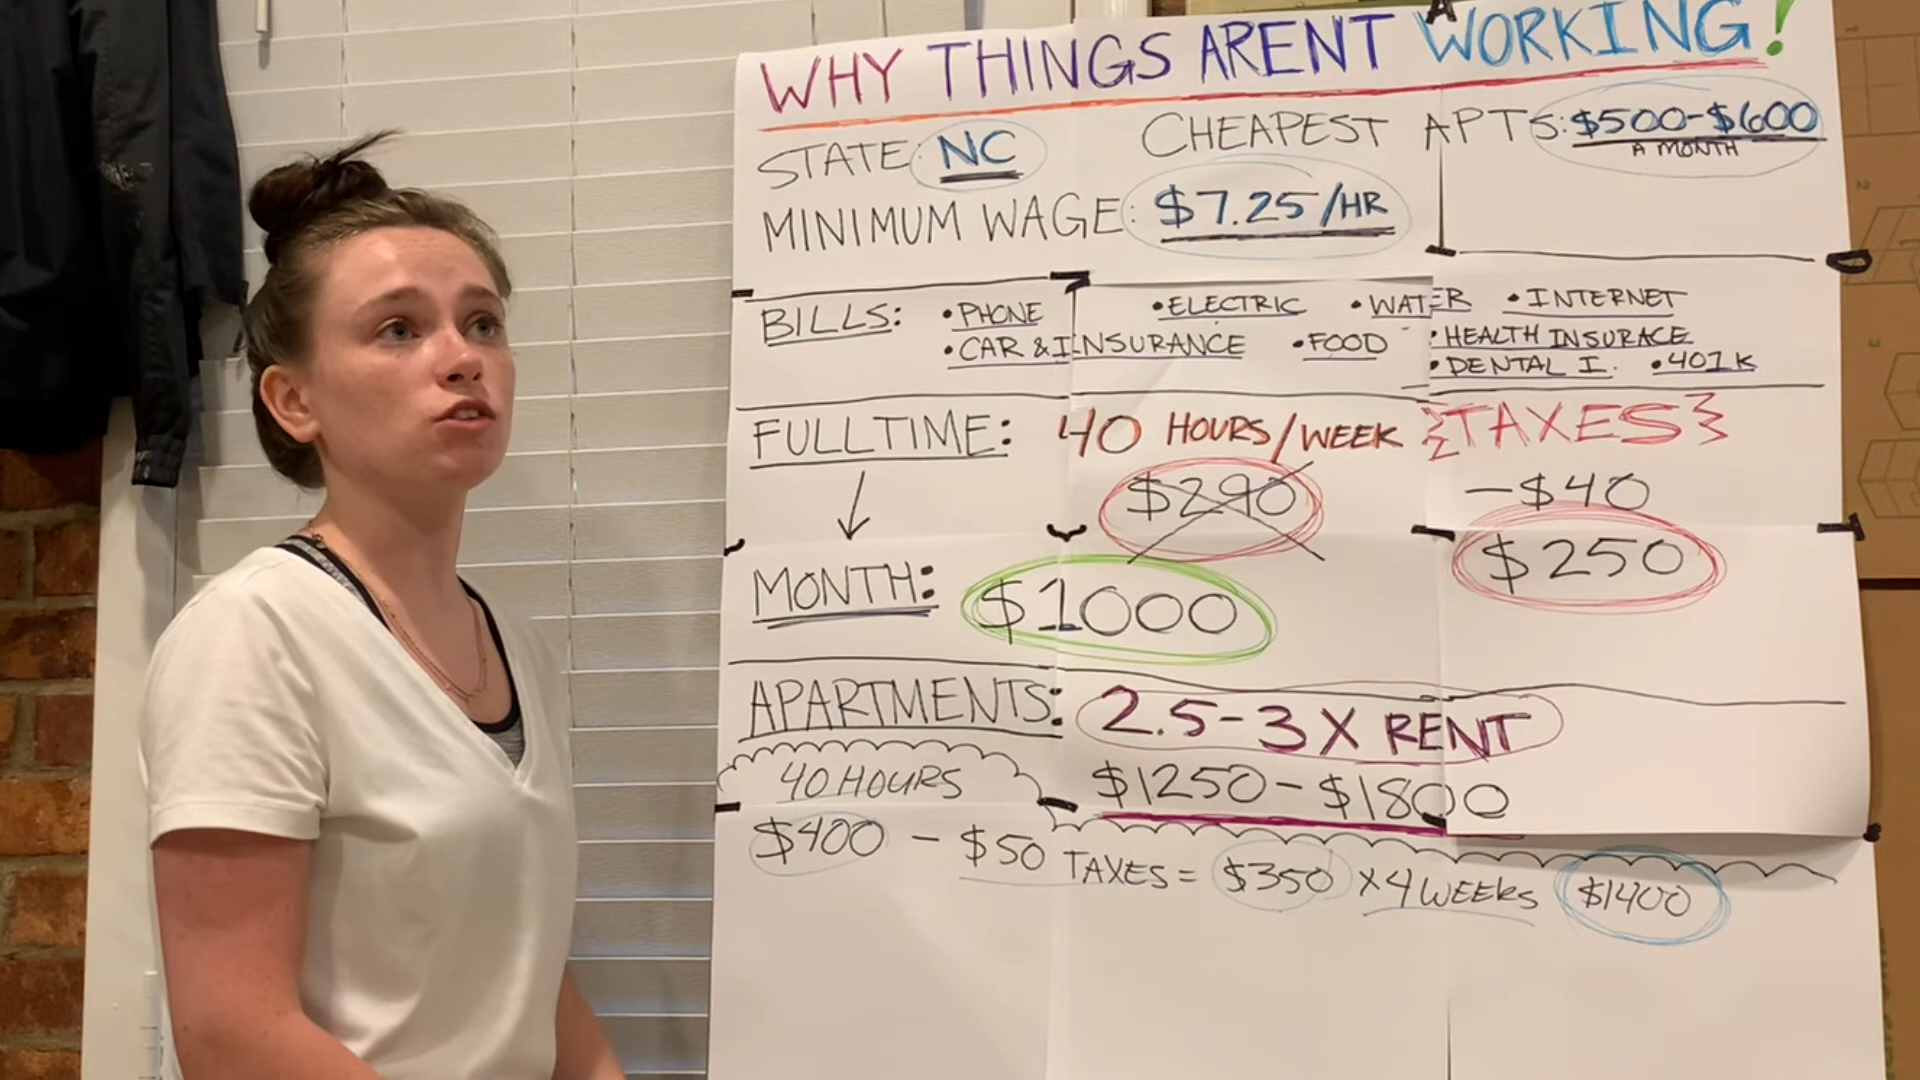 WHY THINGS ARENT WORKING!
STATE: NC
CHEAPEST APTS: $500-$600
A MONTH
MINIMUM WAGE: $7.25/HR
BILLS: • PHONE • ELECTRIC • WATER • INTERNET
• CAR & INSURANCE • FOOD • HEALTH INSURACE
• DENTAL I. • 401K
FULLTIME: 40 HOURS/WEEK {TAXES}
$290 -$40
$250
MONTH: $1000
APARTMENTS: 2.5-3 X RENT
40 HOURS $1250-$1800
$400 - $50 TAXES = $350 X 4 WEEKS $1400